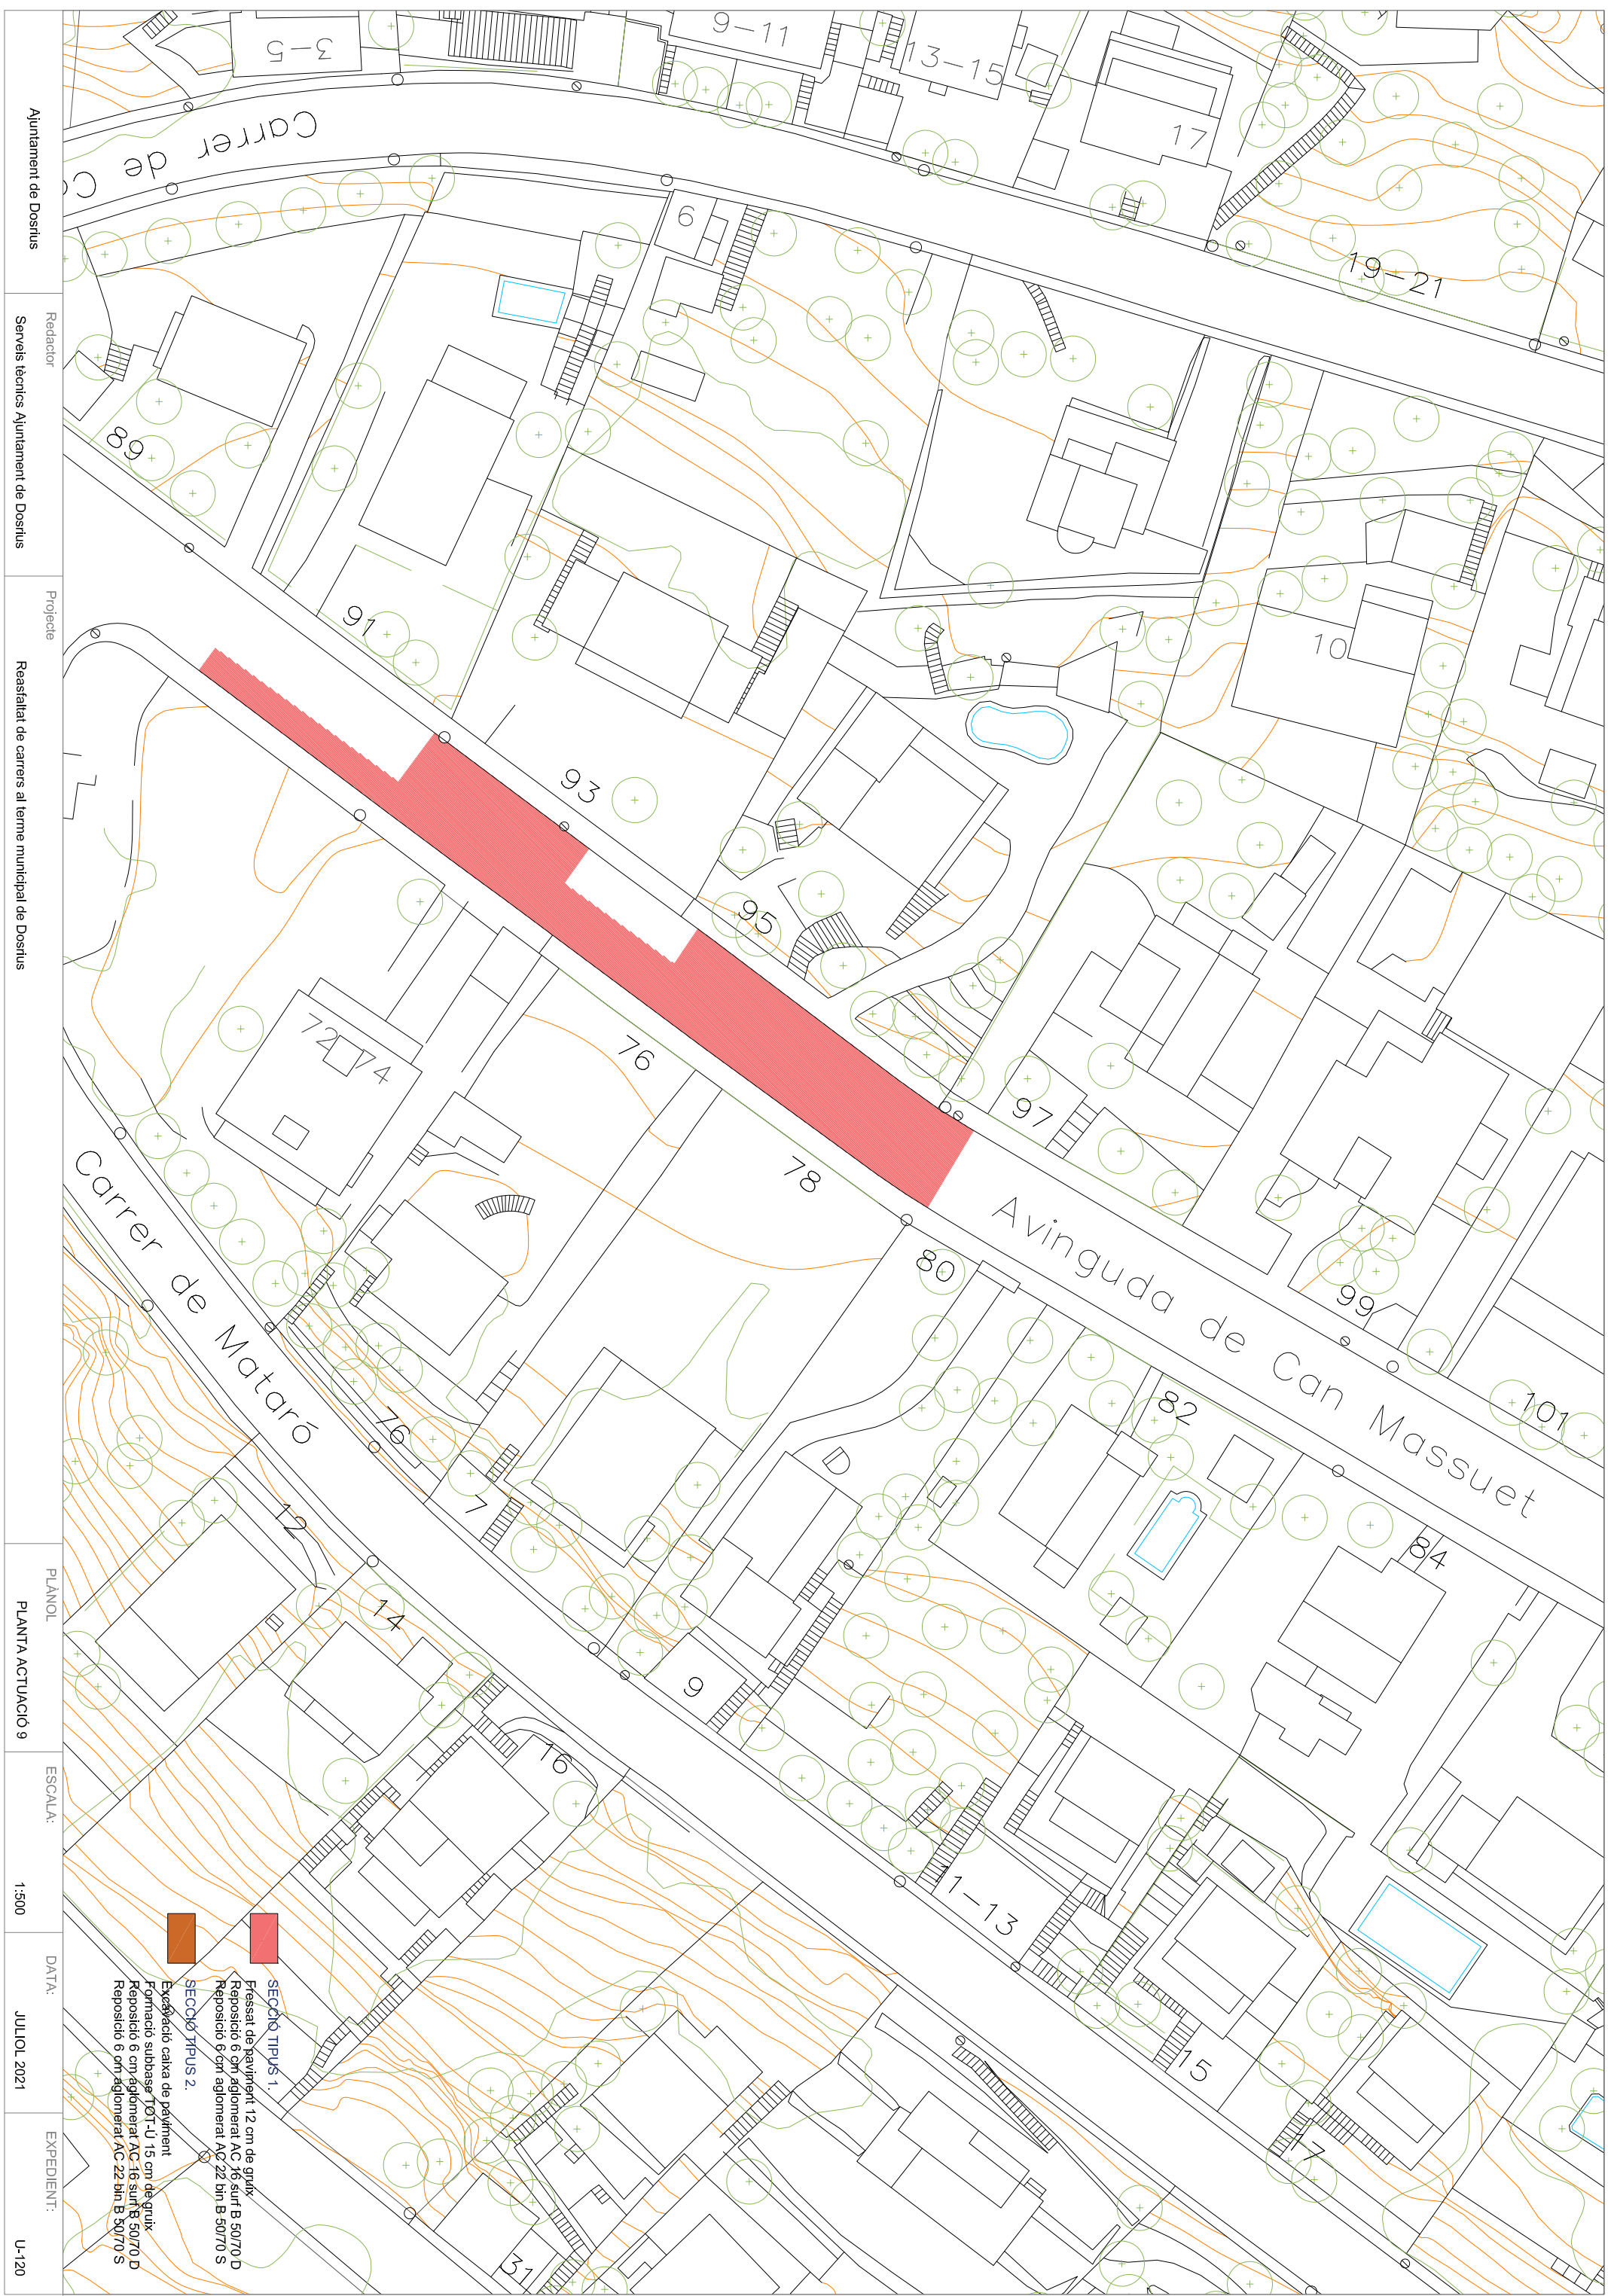 3-5
9-11
13-15
17
19-21
Carrer de
6
89
91
93
95
97
99
101
10
72
74
76
78
80
82
84
Avinguda de Can Massuet
Carrer de Mataró
76
7
D
9
12
14
16
15
31
SECCIÓ TIPUS 1.
Fressat de paviment 12 cm de gruix
Reposició 6 cm aglomerat AC 16 surf B 50/70 D
Reposició 6 cm aglomerat AC 22 bin B 50/70 S
SECCIÓ TIPUS 2.
Excavació caixa de paviment
Formació subbase TOT-Ú 15 cm de gruix
Reposició 6 cm aglomerat AC 16 surf B 50/70 D
Reposició 6 cm aglomerat AC 22 bin B 50/70 S
Ajuntament de Dosrius
Redactor
Serveis tècnics Ajuntament de Dosrius
Projecte
Reasfaltat de carrers al terme municipal de Dosrius
PLÀNOL
PLANTA ACTUACIÓ 9
ESCALA:
1:500
DATA:
JULIOL 2021
EXPEDIENT:
U-120